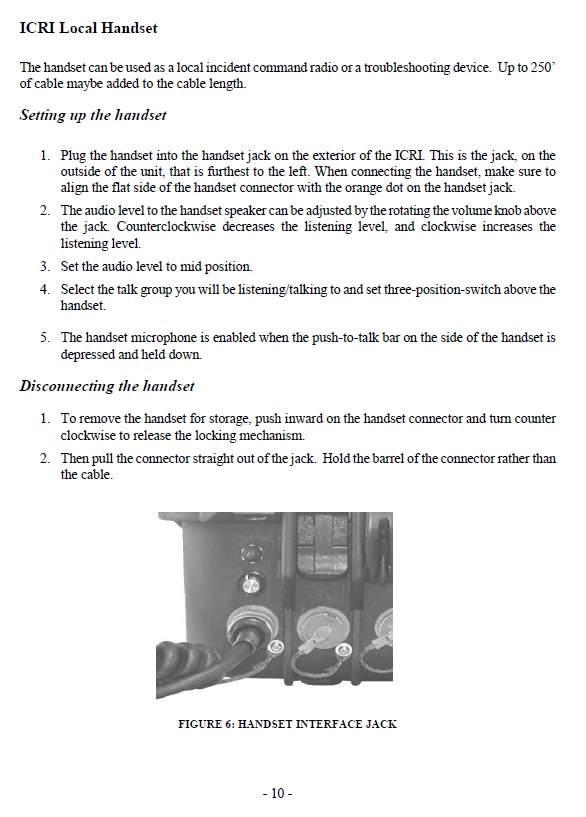 ICRI Local Handset
The handset can be used as a local incident command radio or a troubleshooting device. Up to 250’
of cable maybe added to the cable length.
Setting up the handset
1. Plug the handset into the handset jack on the exterior of the ICRI. This is the jack, on the
outside of the unit, that is furthest to the left. When connecting the handset, make sure to
align the flat side of the handset connector with the orange dot on the handset jack.
2. The audio level to the handset speaker can be adjusted by the rotating the volume knob above
the jack. Counterclockwise decreases the listening level, and clockwise increases the
listening level.
3. Set the audio level to mid position.
4. Select the talk group you will be listening/talking to and set three-position-switch above the
handset.
5. The handset microphone is enabled when the push-to-talk bar on the side of the handset is
depressed and held down.
Disconnecting the handset
1. To remove the handset for storage, push inward on the handset connector and turn counter
clockwise to release the locking mechanism.
2. Then pull the connector straight out of the jack. Hold the barrel of the connector rather than
the cable.
FIGURE 6: HANDSET INTERFACE JACK
- 10 -